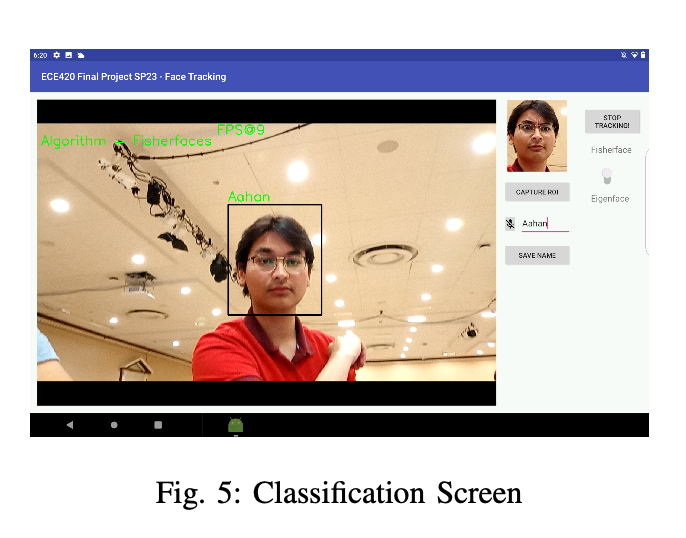 6:20
ECE420 Final Project SP23 - Face Tracking
FPS@9
Algorithm - Fisherfaces
Aahan
STOP
TRACKING!
Fisherface
Eigenface
CAPTURE ROI
Aahan
SAVE NAME
Fig. 5: Classification Screen